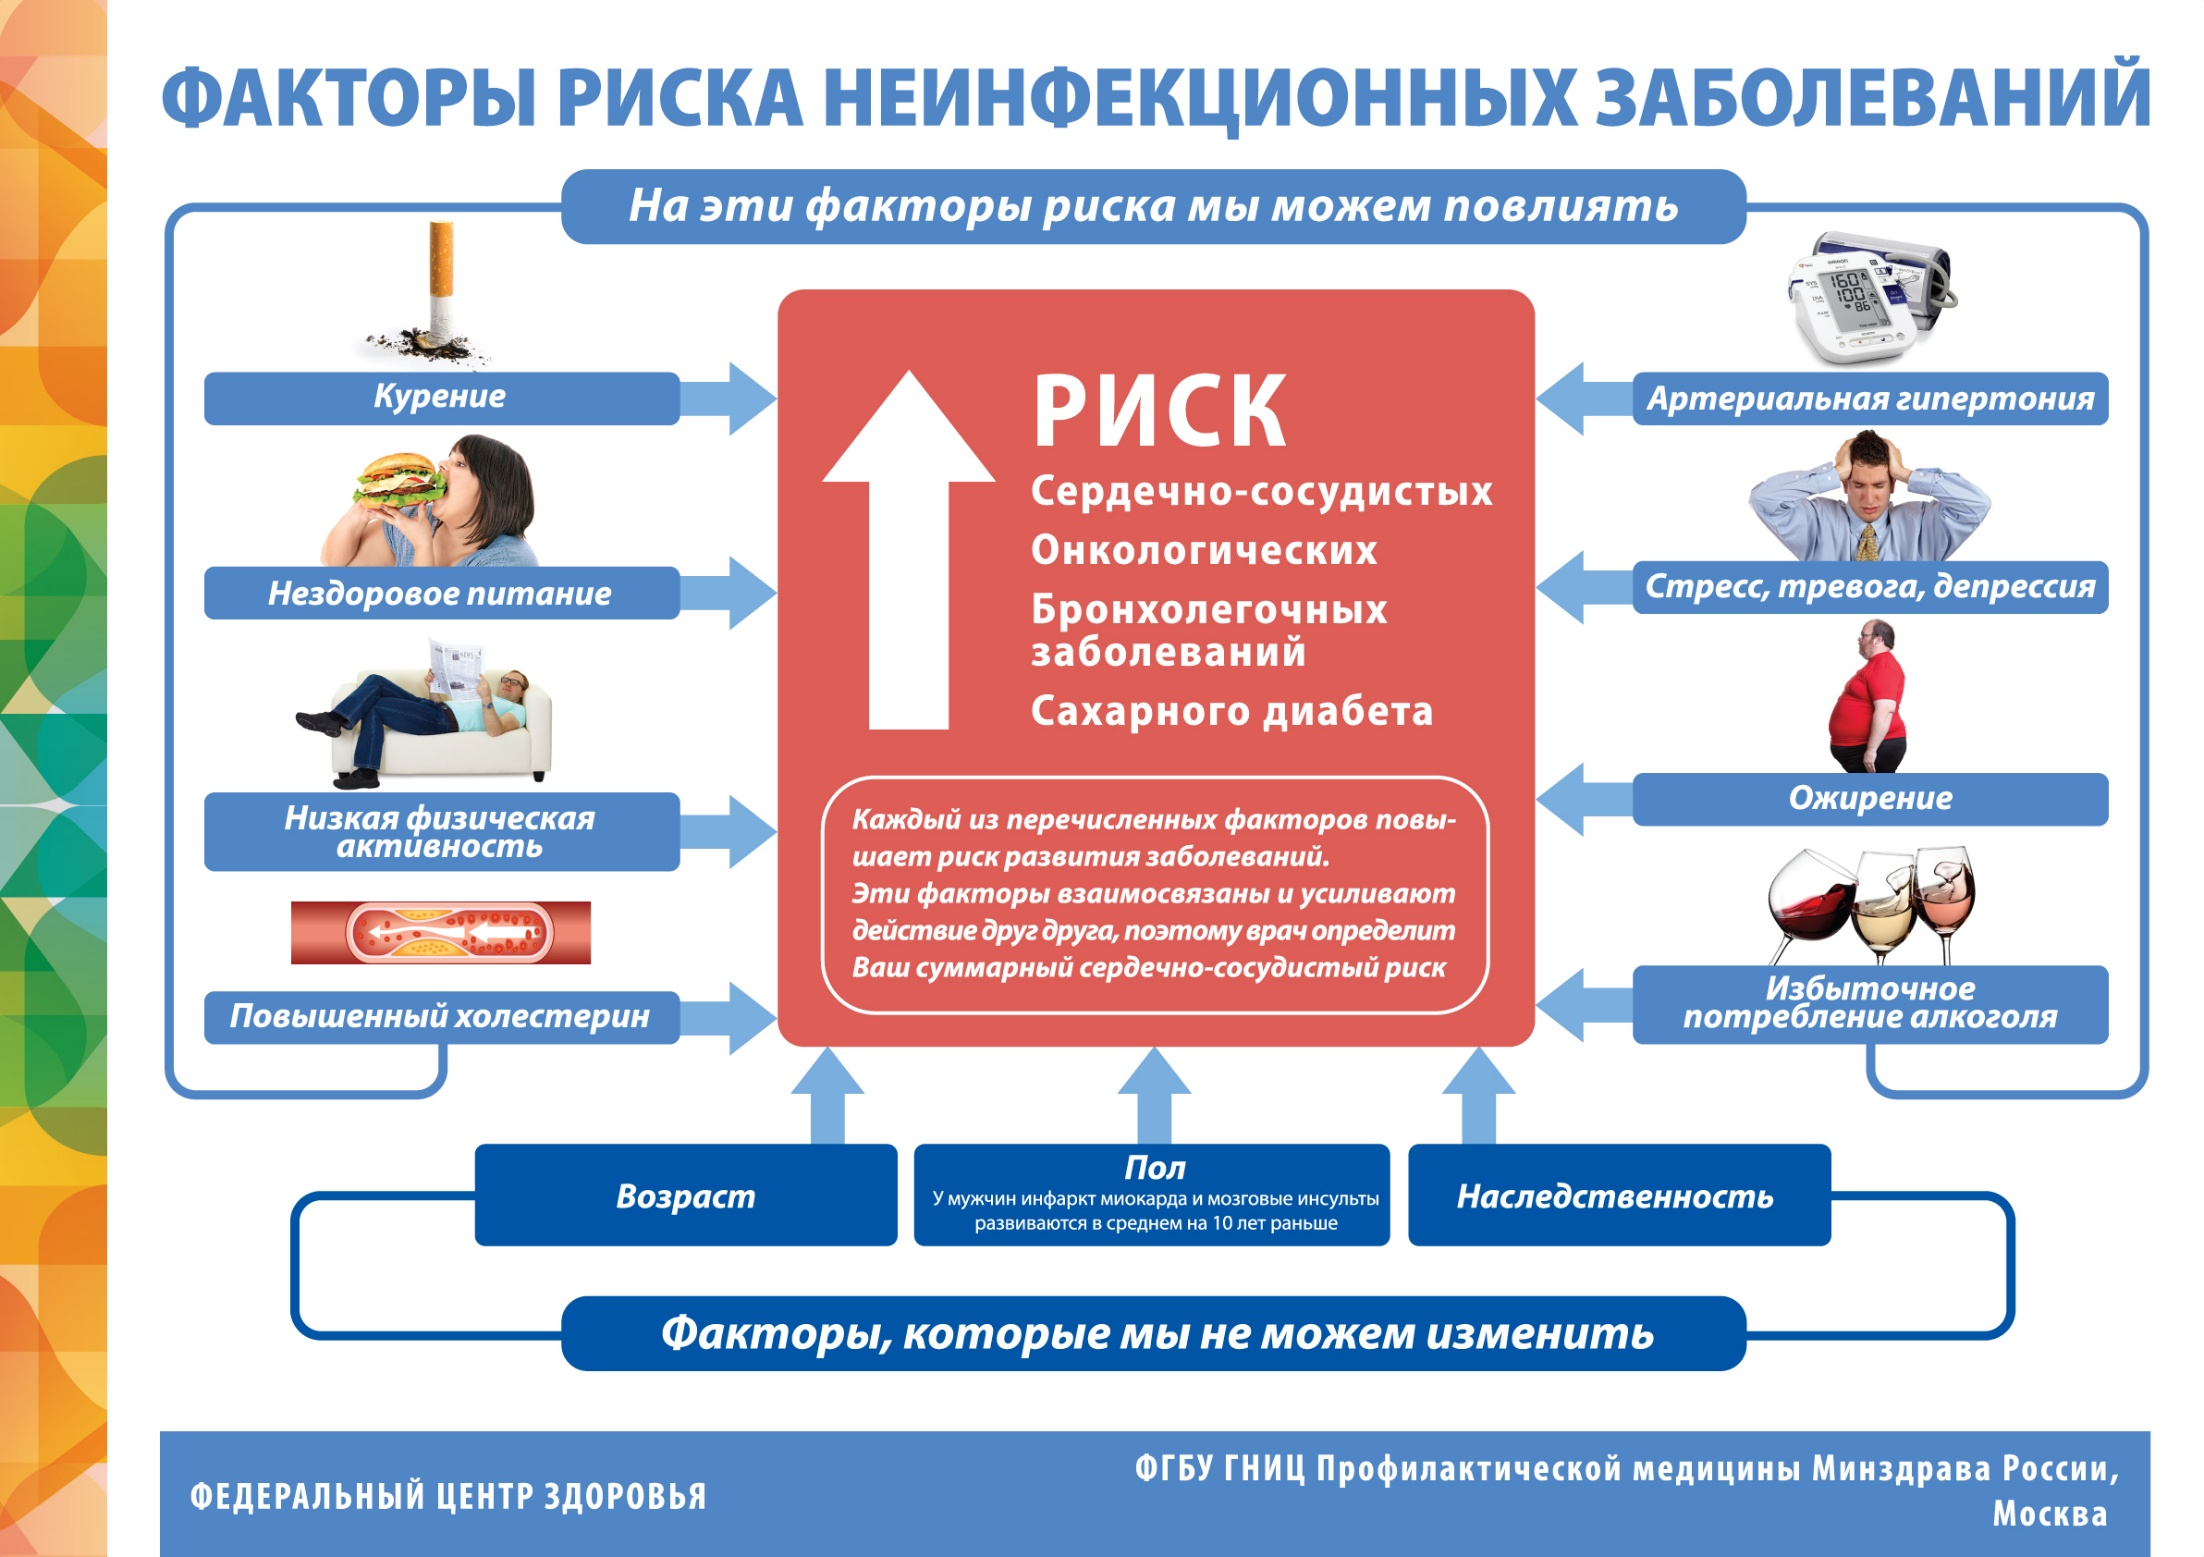 ФАКТОРЫ РИСКА НЕИНФЕКЦИОННЫХ ЗАБОЛЕВАНИЙ
На эти факторы риска мы можем повлиять
Курение
Нездоровое питание
Низкая физическая
активность
Повышенный холестерин
РИСК
Сердечно-сосудистых
Онкологических
Бронхолегочных
заболеваний
Сахарного диабета
Каждый из перечисленных факторов повы-
шает риск развития заболеваний.
Эти факторы взаимосвязаны и усиливают
действие друг друга, поэтому врач определит
Ваш суммарный сердечно-сосудистый риск
160
100
86
Артериальная гипертония
Стресс, тревога, депрессия
Ожирение
Избыточное
потребление алкоголя
Возраст
Пол
У мужчин инфаркт миокарда и мозговые инсульты
развиваются в среднем на 10 лет раньше
Наследственность
Факторы, которые мы не можем изменить
ФЕДЕРАЛЬНЫЙ ЦЕНТР ЗДОРОВЬЯ
ФГБУ ГНИЦ Профилактической медицины Минздрава России,
Москва